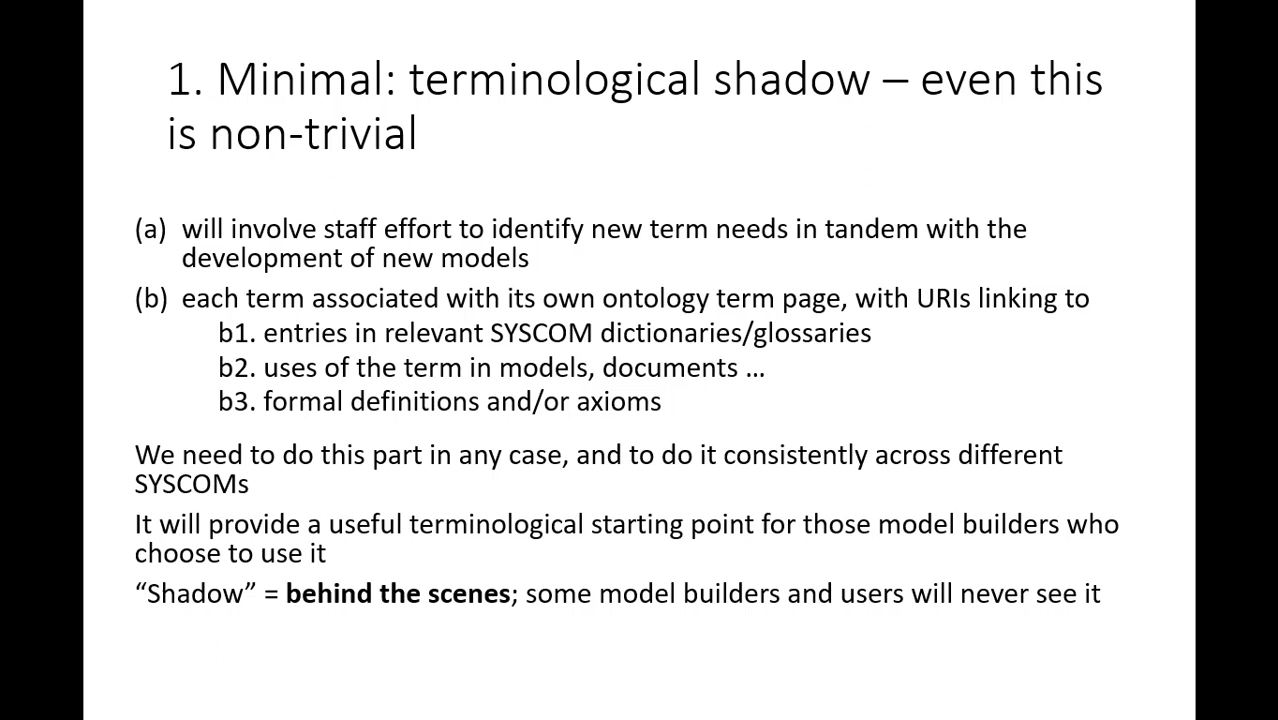 1. Minimal: terminological shadow – even this
is non-trivial
(a) will involve staff effort to identify new term needs in tandem with the
development of new models
(b) each term associated with its own ontology term page, with URIs linking to
b1. entries in relevant SYSCOM dictionaries/glossaries
b2. uses of the term in models, documents …
b3. formal definitions and/or axioms
We need to do this part in any case, and to do it consistently across different
SYSCOMs
It will provide a useful terminological starting point for those model builders who
choose to use it
“Shadow” = behind the scenes; some model builders and users will never see it